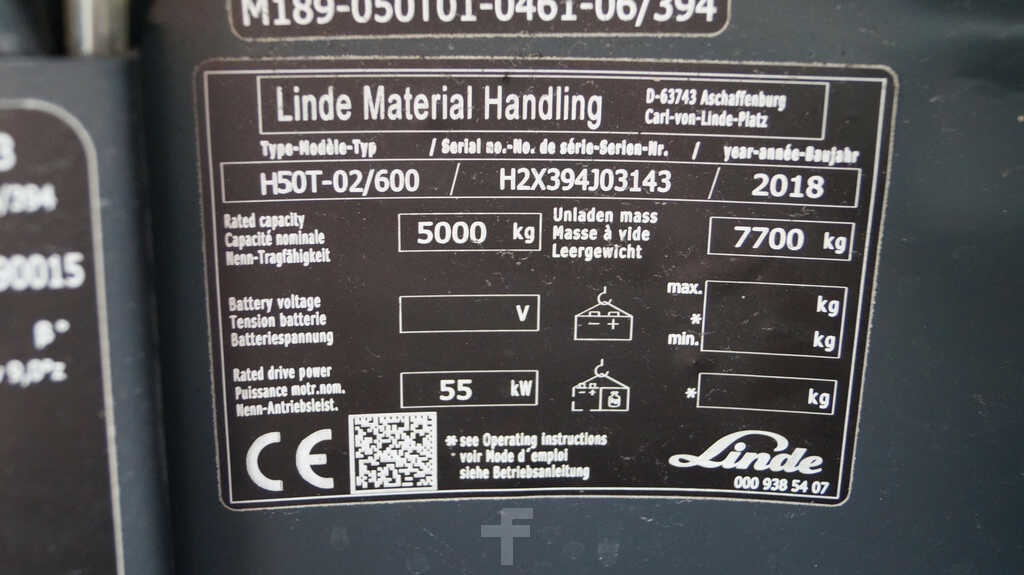 M189-050T01-0461-06/394
Linde Material Handling
D-63743 Aschaffenburg
Carl-von-Linde-Platz
Type-Modèle-Typ / Serial no.-No. de série-Serien-Nr. / year-année-Baujahr
H50T-02/600 / H2X394J03143 / 2018
Rated capacity
Capacité nominale
Nenn-Tragfähigkeit
5000 kg
Unladen mass
Masse à vide
Leergewicht
7700 kg
Battery voltage
Tension batterie
Batteriespannung
V
max.
*
min.
kg
kg
Rated drive power
Puissance motr.nom.
Nenn-Antriebsleist.
55 kW
* kg
CE
* see Operating instructions
voir Mode d'emploi
siehe Betriebsanleitung
Linde
000 938 54 07
/394
80015